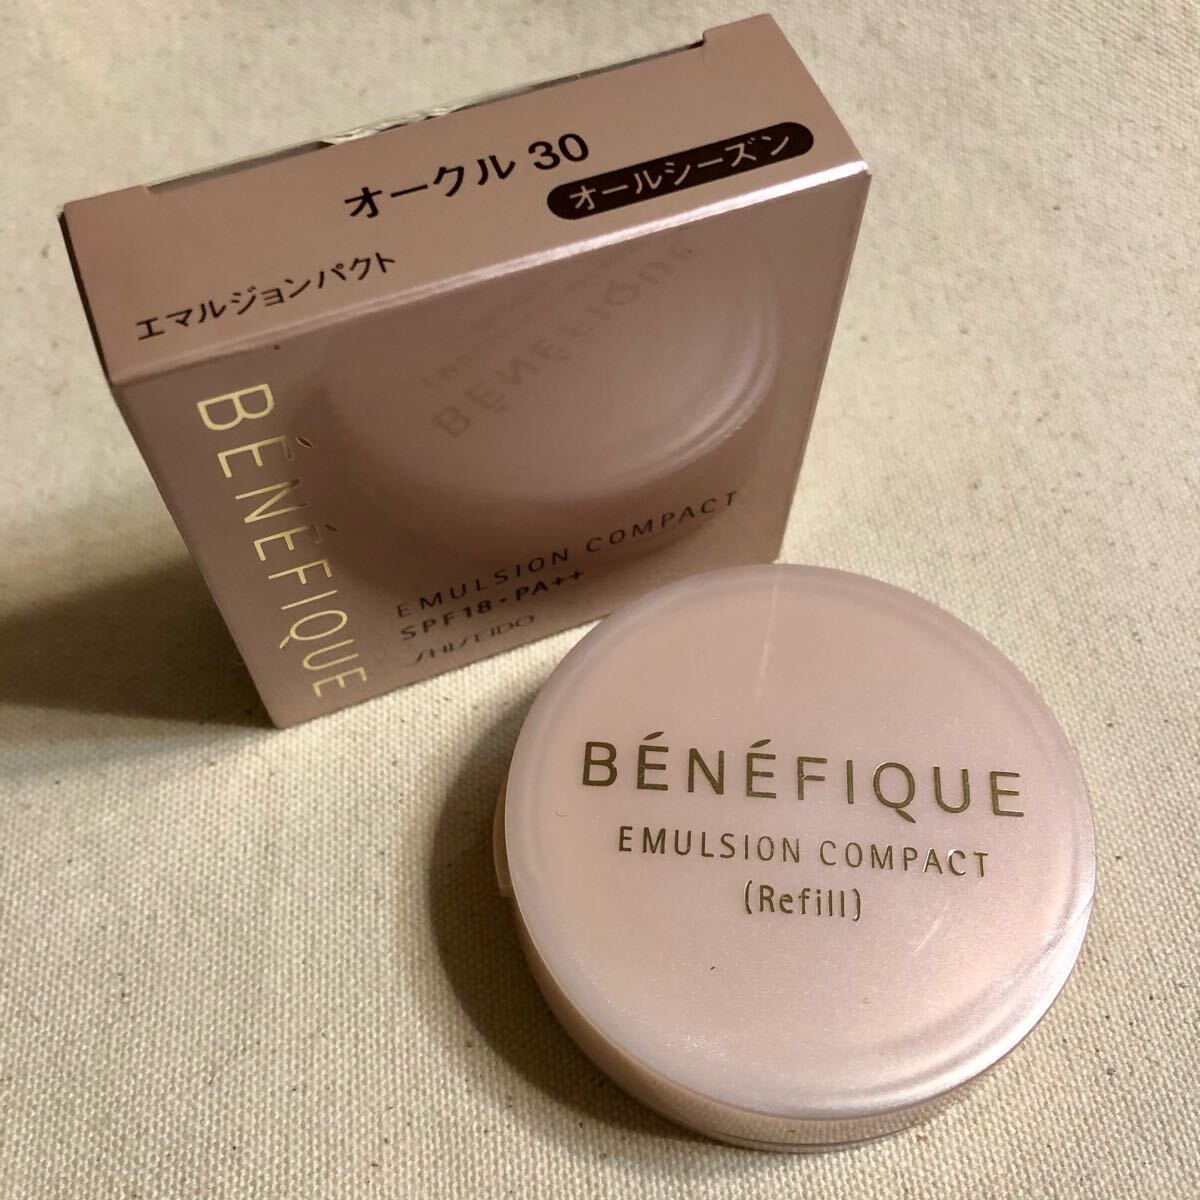 オークル 30
オールシーズン
エマルジョンパクト
BÉNÉFIQUE
BÉNÉFIQUE
EMULSION COMPACT
SPF18・PA++
SHISEIDO
BÉNÉFIQUE
EMULSION COMPACT
(Refill)